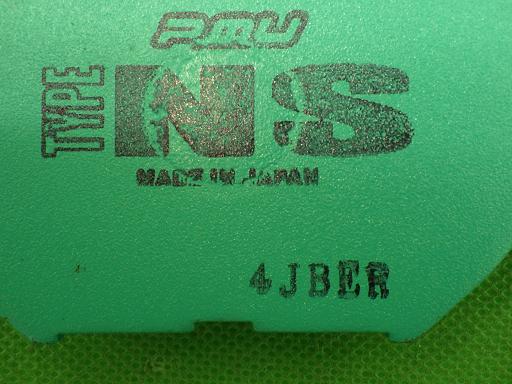 PMU
TYPE NS
MADE IN JAPAN
4JBER